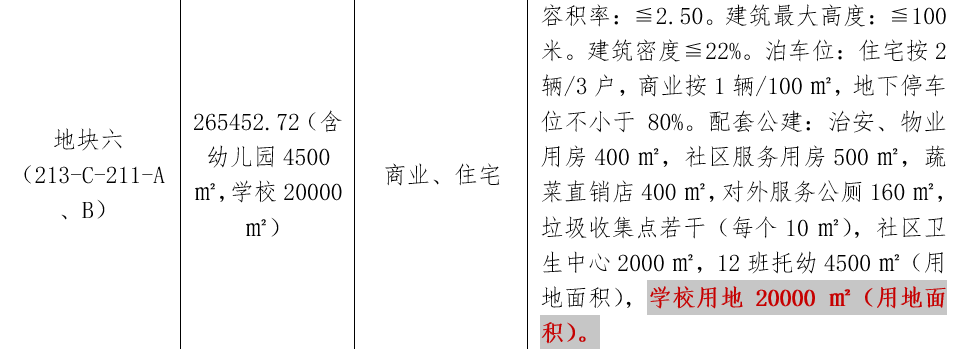 地块六
（213-C-211-A
、B）
265452.72（含
幼儿园 4500
㎡，学校 20000
㎡）
商业、住宅
容积率：≦2.50。建筑最大高度：≦100
米。建筑密度≦22%。泊车位：住宅按 2
辆/3 户，商业按 1 辆/100 ㎡，地下停车
位不小于 80%。配套公建：治安、物业
用房 400 ㎡，社区服务用房 500 ㎡，蔬
菜直销店 400 ㎡，对外服务公厕 160 ㎡，
垃圾收集点若干（每个 10 ㎡），社区卫
生中心 2000 ㎡，12 班托幼 4500 ㎡（用
地面积），学校用地 20000 ㎡（用地面
积）。